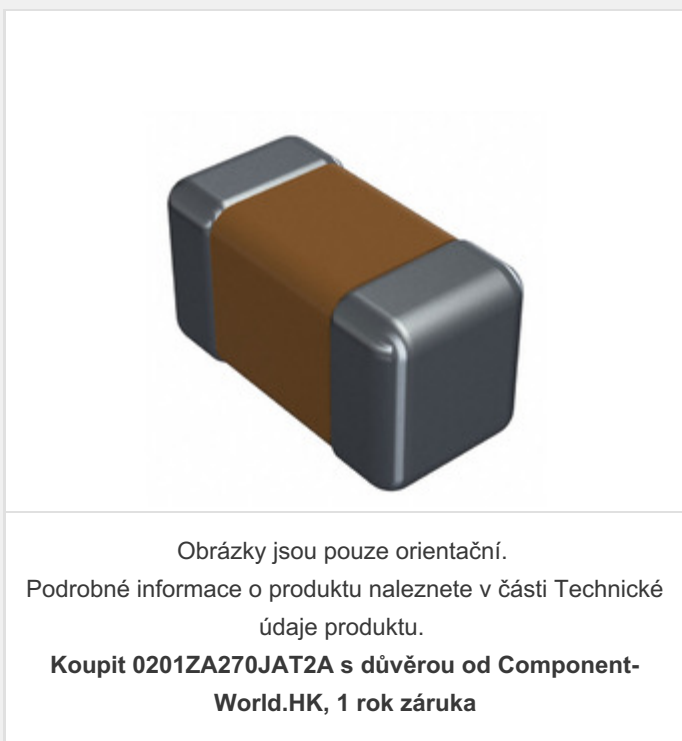 Obrázky jsou pouze orientační.
Podrobné informace o produktu naleznete v části Technické
údaje produktu.
Koupit 0201ZA270JAT2A s důvěrou od Component-
World.HK, 1 rok záruka